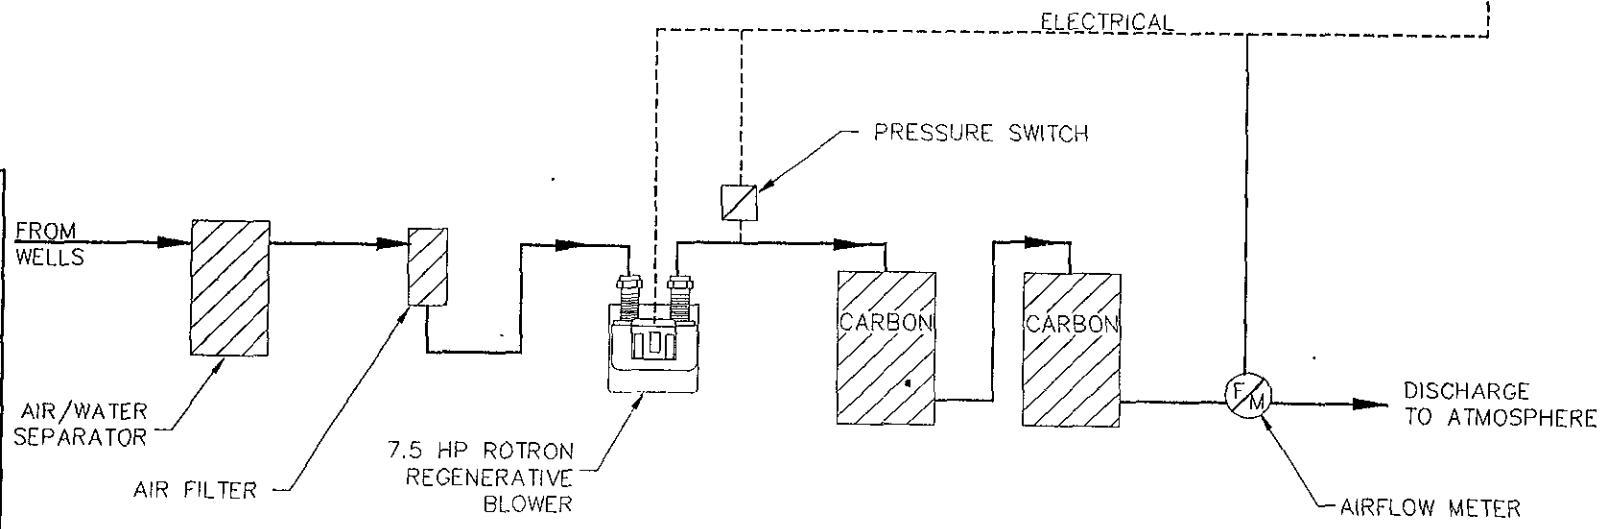 ELECTRICAL
PRESSURE SWITCH
FROM
WELLS
CARBON
CARBON
F/M
DISCHARGE
TO ATMOSPHERE
AIR/WATER
SEPARATOR
7.5 HP ROTRON
REGENERATIVE
BLOWER
AIR FILTER
AIRFLOW METER